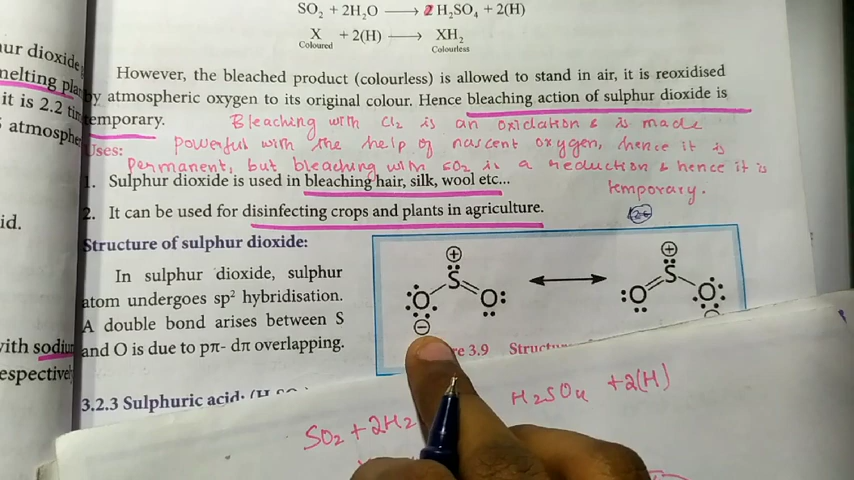 SO₂ + 2H₂O ⟶ 2 H₂SO₄ + 2(H)
X + 2(H) ⟶ XH₂
Coloured Colourless
However, the bleached product (colourless) is allowed to stand in air, it is reoxidised
by atmospheric oxygen to its original colour. Hence bleaching action of sulphur dioxide is
temporary.
Bleaching with Cl₂ is an oxidation & is made
powerful with the help of nascent oxygen, hence it is
permanent, but bleaching with SO₂ is a reduction & hence it is
temporary.
Uses:
1. Sulphur dioxide is used in bleaching hair, silk, wool etc...
2. It can be used for disinfecting crops and plants in agriculture.
Structure of sulphur dioxide:
In sulphur dioxide, sulphur
atom undergoes sp² hybridisation.
A double bond arises between S
and O is due to pπ- dπ overlapping.
⊕ ⊕
S S
O O: ⟷ :O O
⊖
re 3.9 Struct
3.2.3 Sulphuric acid:
ur dioxide
melting
it is 2.2
atmosphe
id.
with sodiu
espective
SO₂ + 2H₂
H₂SO₄ + 2(H)